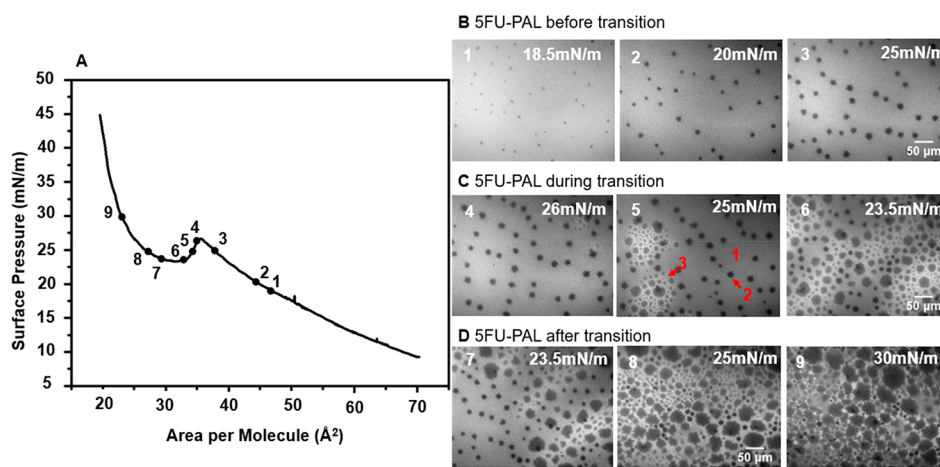 A
Surface Pressure (mN/m)
50
45
40
35
30
25
20
15
10
5
9
8
7
6
5
4
3
2
1
20 30 40 50 60 70
Area per Molecule (Å²)
B 5FU-PAL before transition
1 18.5mN/m
2 20mN/m
3 25mN/m
50 µm
C 5FU-PAL during transition
4 26mN/m
5 25mN/m
1
3
2
6 23.5mN/m
50 µm
D 5FU-PAL after transition
7 23.5mN/m
8 25mN/m
50 µm
9 30mN/m